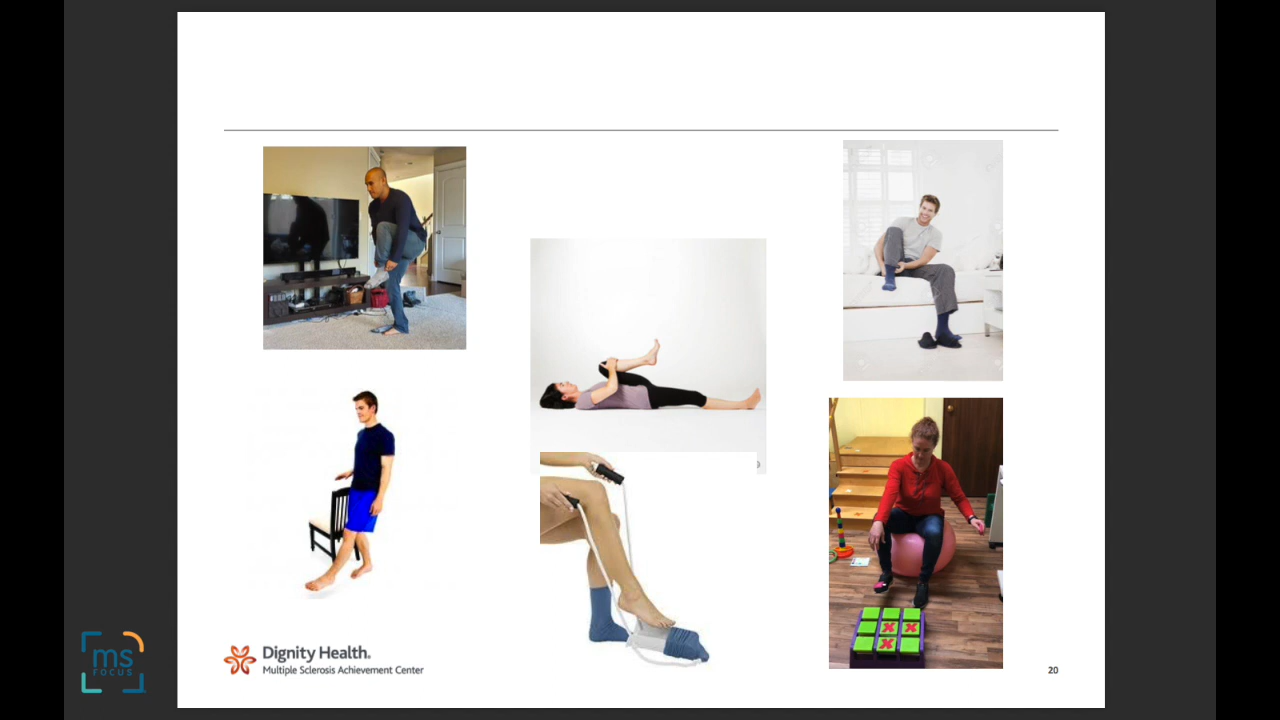 ms
FOCUS
Dignity Health.
Multiple Sclerosis Achievement Center
20